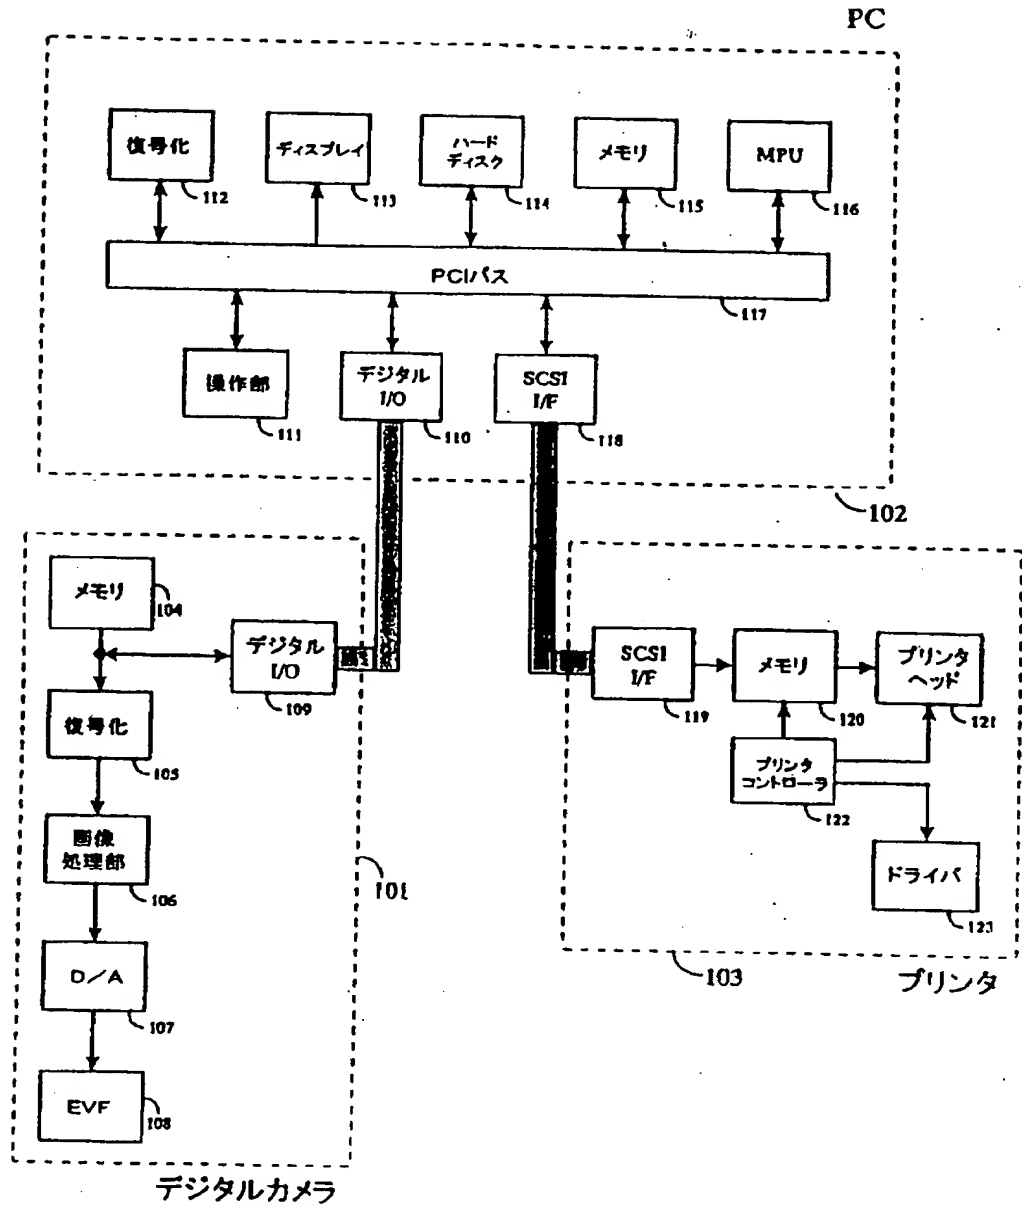 PC
復号化
112
ディスプレイ
113
ハード
ディスク
114
メモリ
115
MPU
116
PCIバス
117
操作部
111
デジタル
I/O
110
SCSI
I/F
118
102
メモリ
104
デジタル
I/O
109
復号化
105
画像
処理部
106
D/A
107
EVF
108
101
デジタルカメラ
SCSI
I/F
119
メモリ
120
プリンタ
ヘッド
121
プリンタ
コントローラ
122
ドライバ
123
103
プリンタ